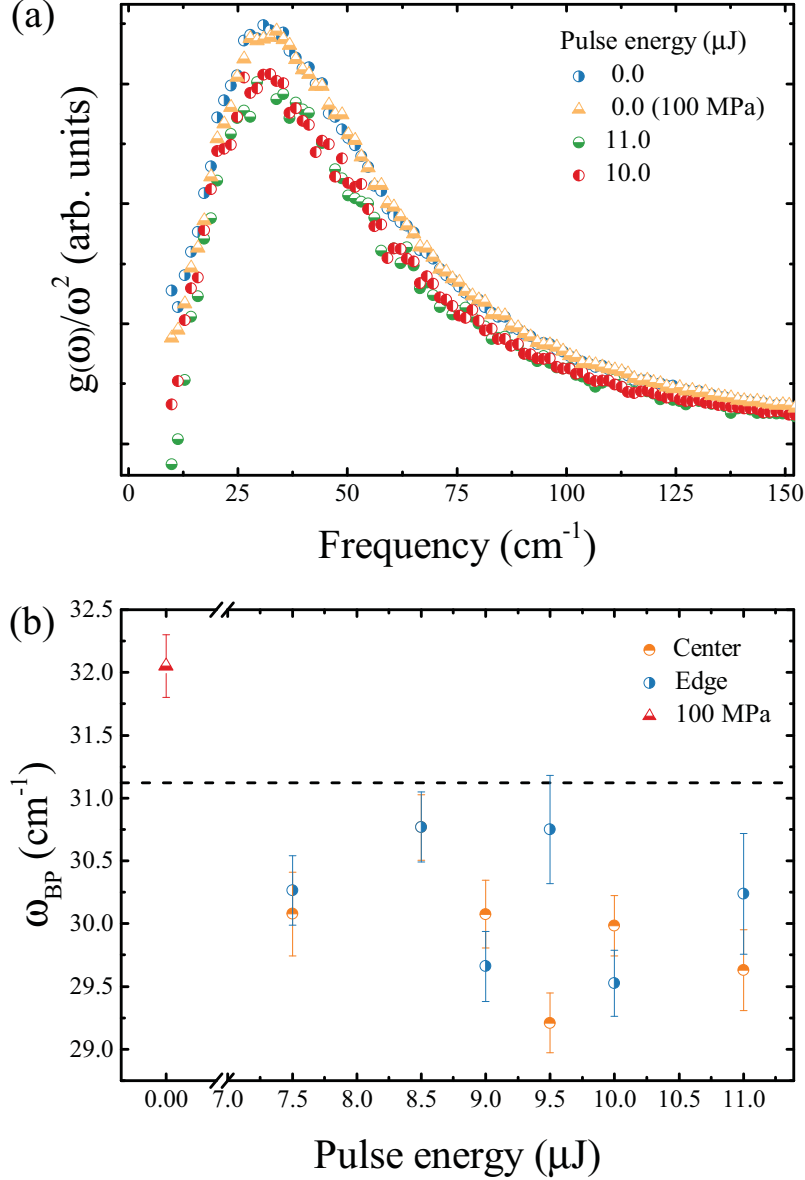 (a)
Pulse energy (μJ)
0.0
0.0 (100 MPa)
11.0
10.0
g(ω)/ω²  (arb. units)
0 25 50 75 100 125 150
Frequency (cm⁻¹)
(b)
32.5
32.0
31.5
31.0
30.5
30.0
29.5
29.0
Center
Edge
100 MPa
ω_BP (cm⁻¹)
0.00 7.0 7.5 8.0 8.5 9.0 9.5 10.0 10.5 11.0
Pulse energy (μJ)